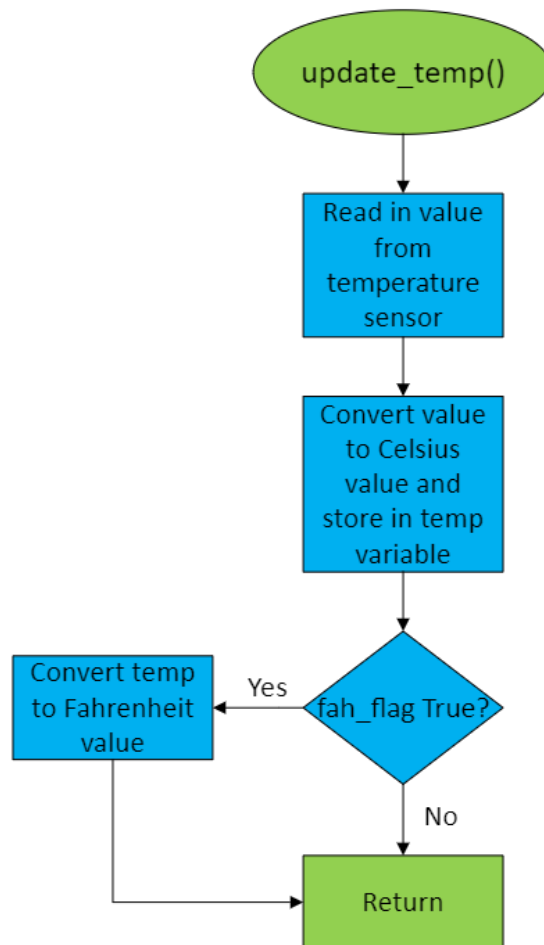 update_temp()
Read in value
from
temperature
sensor
Convert value
to Celsius
value and
store in temp
variable
fah_flag True?
Yes
Convert temp
to Fahrenheit
value
No
Return